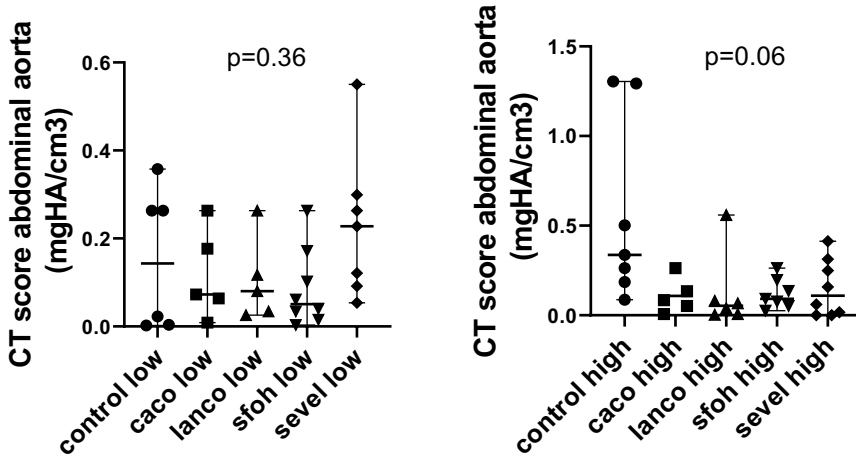 CT score abdominal aorta
(mgHA/cm3)
p=0.36
0.6
0.4
0.2
0.0
control low
caco low
lanco low
sfoh low
sevel low
CT score abdominal aorta
(mgHA/cm3)
p=0.06
1.5
1.0
0.5
0.0
control high
caco high
lanco high
sfoh high
sevel high